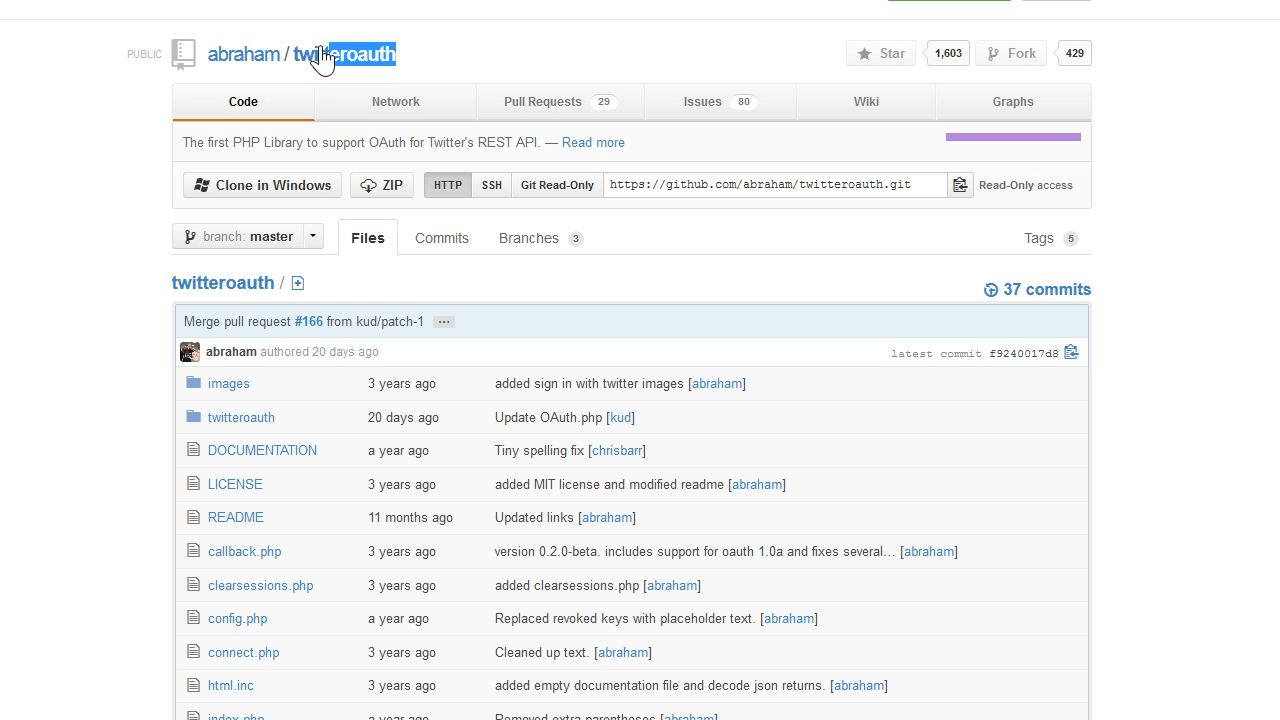 PUBLIC abraham / twitteroauth Star 1,603 Fork 429
Code Network Pull Requests 29 Issues 80 Wiki Graphs
The first PHP Library to support OAuth for Twitter's REST API. — Read more
Clone in Windows ZIP HTTP SSH Git Read-Only https://github.com/abraham/twitteroauth.git Read-Only access
branch: master Files Commits Branches 3 Tags 5
twitteroauth / 37 commits
Merge pull request #166 from kud/patch-1 ...
abraham authored 20 days ago latest commit f9240017d8
images 3 years ago added sign in with twitter images [abraham]
twitteroauth 20 days ago Update OAuth.php [kud]
DOCUMENTATION a year ago Tiny spelling fix [chrisbarr]
LICENSE 3 years ago added MIT license and modified readme [abraham]
README 11 months ago Updated links [abraham]
callback.php 3 years ago version 0.2.0-beta. includes support for oauth 1.0a and fixes several… [abraham]
clearsessions.php 3 years ago added clearsessions.php [abraham]
config.php a year ago Replaced revoked keys with placeholder text. [abraham]
connect.php 3 years ago Cleaned up text. [abraham]
html.inc 3 years ago added empty documentation file and decode json returns. [abraham]
index.php a year ago Removed extra parentheses [abraham]